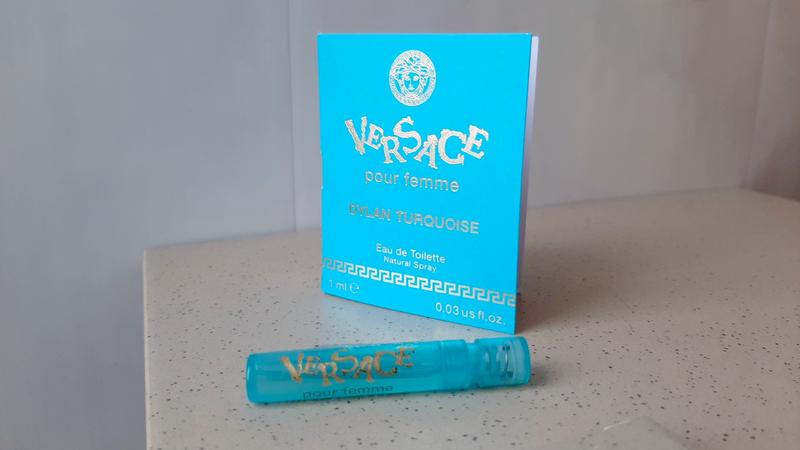 VERSACE
pour femme
DYLAN TURQUOISE
Eau de Toilette
Natural Spray
1 ml ℮
0.03 us fl.oz.
VERSACE
pour femme